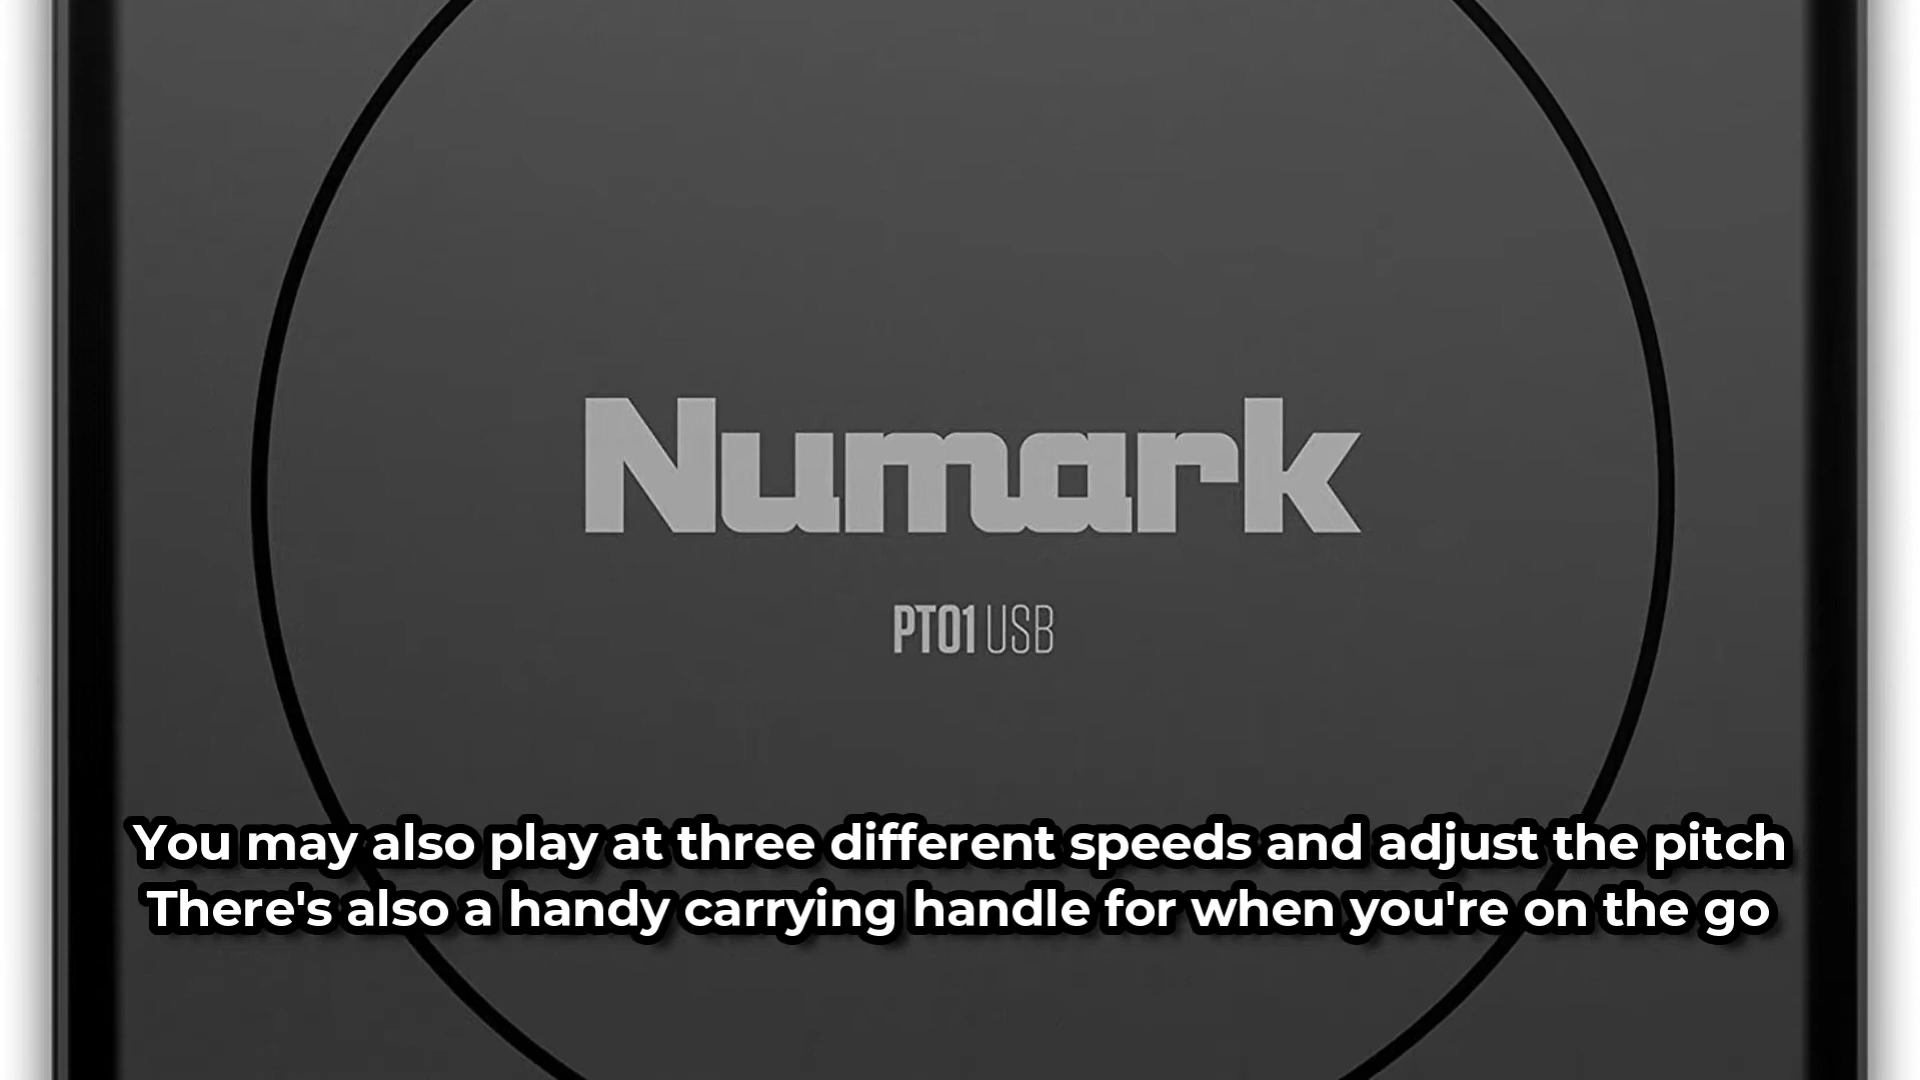 Numark
PT01 USB
You may also play at three different speeds and adjust the pitch
There's also a handy carrying handle for when you're on the go